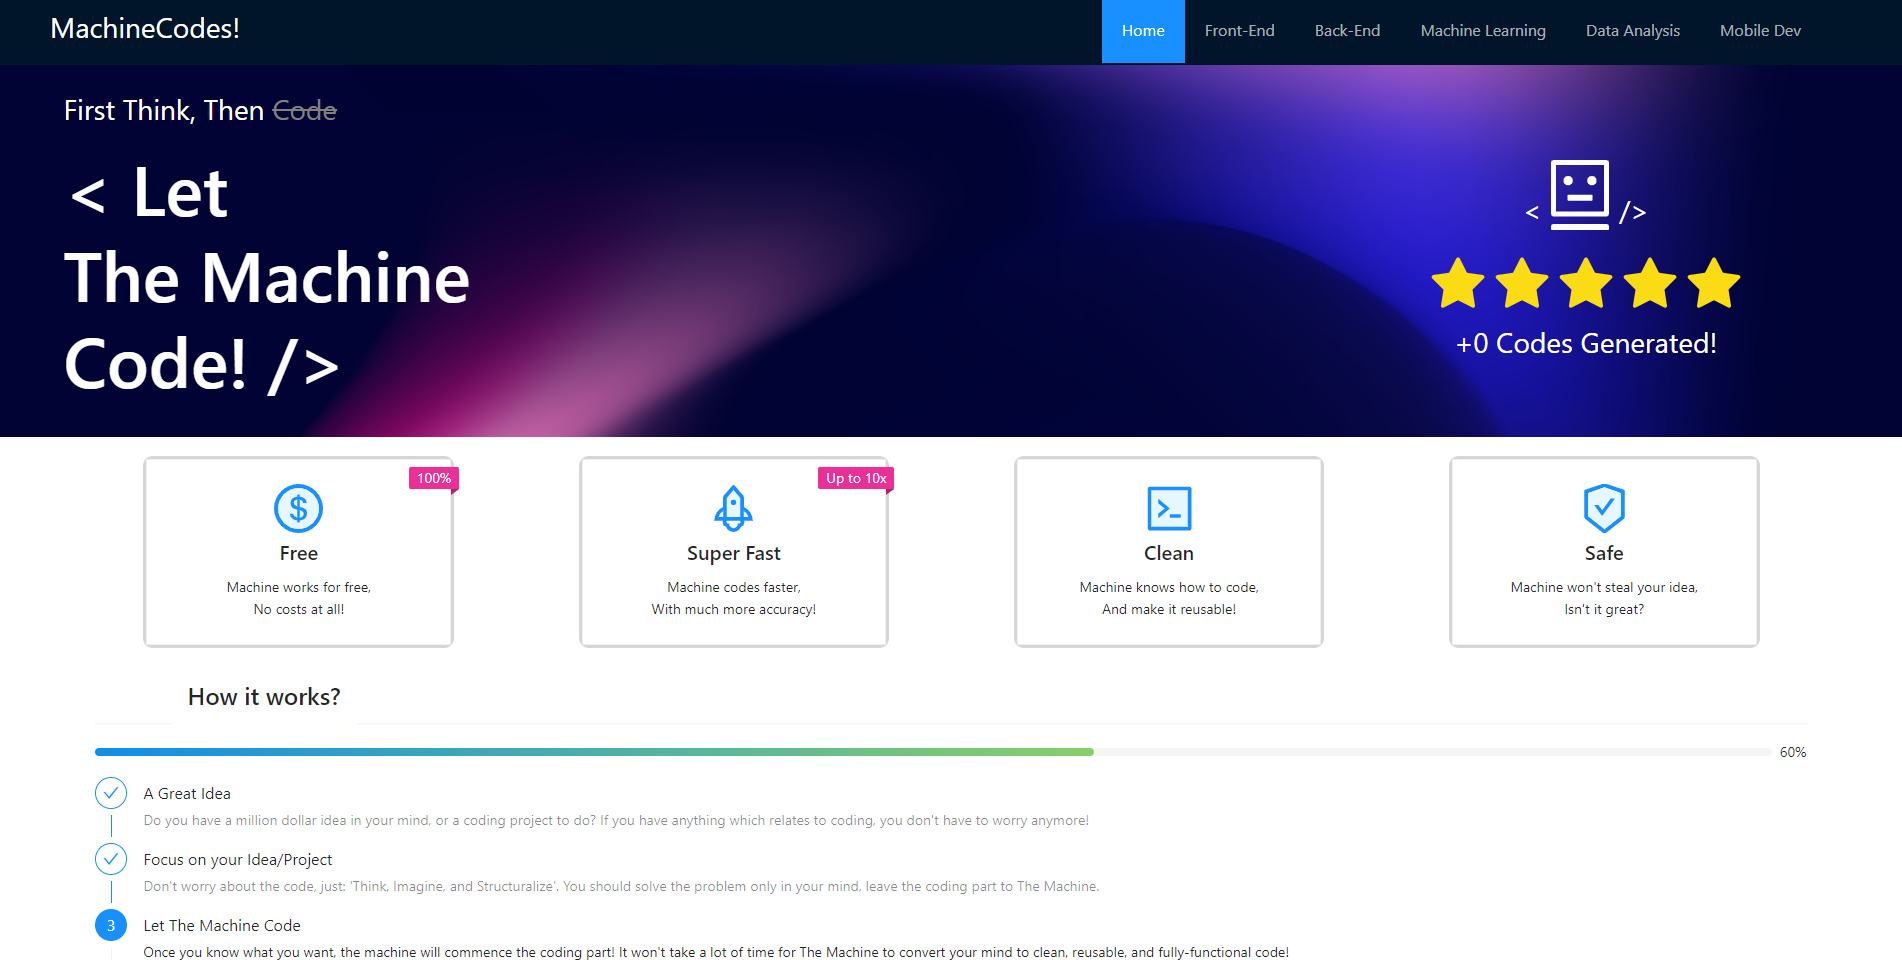 MachineCodes!
Home Front-End Back-End Machine Learning Data Analysis Mobile Dev
First Think, Then Code
< Let
The Machine
Code! />
< />
+0 Codes Generated!
100%
Free
Machine works for free,
No costs at all!
Up to 10x
Super Fast
Machine codes faster,
With much more accuracy!
Clean
Machine knows how to code,
And make it reusable!
Safe
Machine won't steal your idea,
Isn't it great?
How it works?
60%
A Great Idea
Do you have a million dollar idea in your mind, or a coding project to do? If you have anything which relates to coding, you don't have to worry anymore!
Focus on your Idea/Project
Don't worry about the code, just: 'Think, Imagine, and Structuralize'. You should solve the problem only in your mind, leave the coding part to The Machine.
3 Let The Machine Code
Once you know what you want, the machine will commence the coding part! It won't take a lot of time for The Machine to convert your mind to clean, reusable, and fully-functional code!